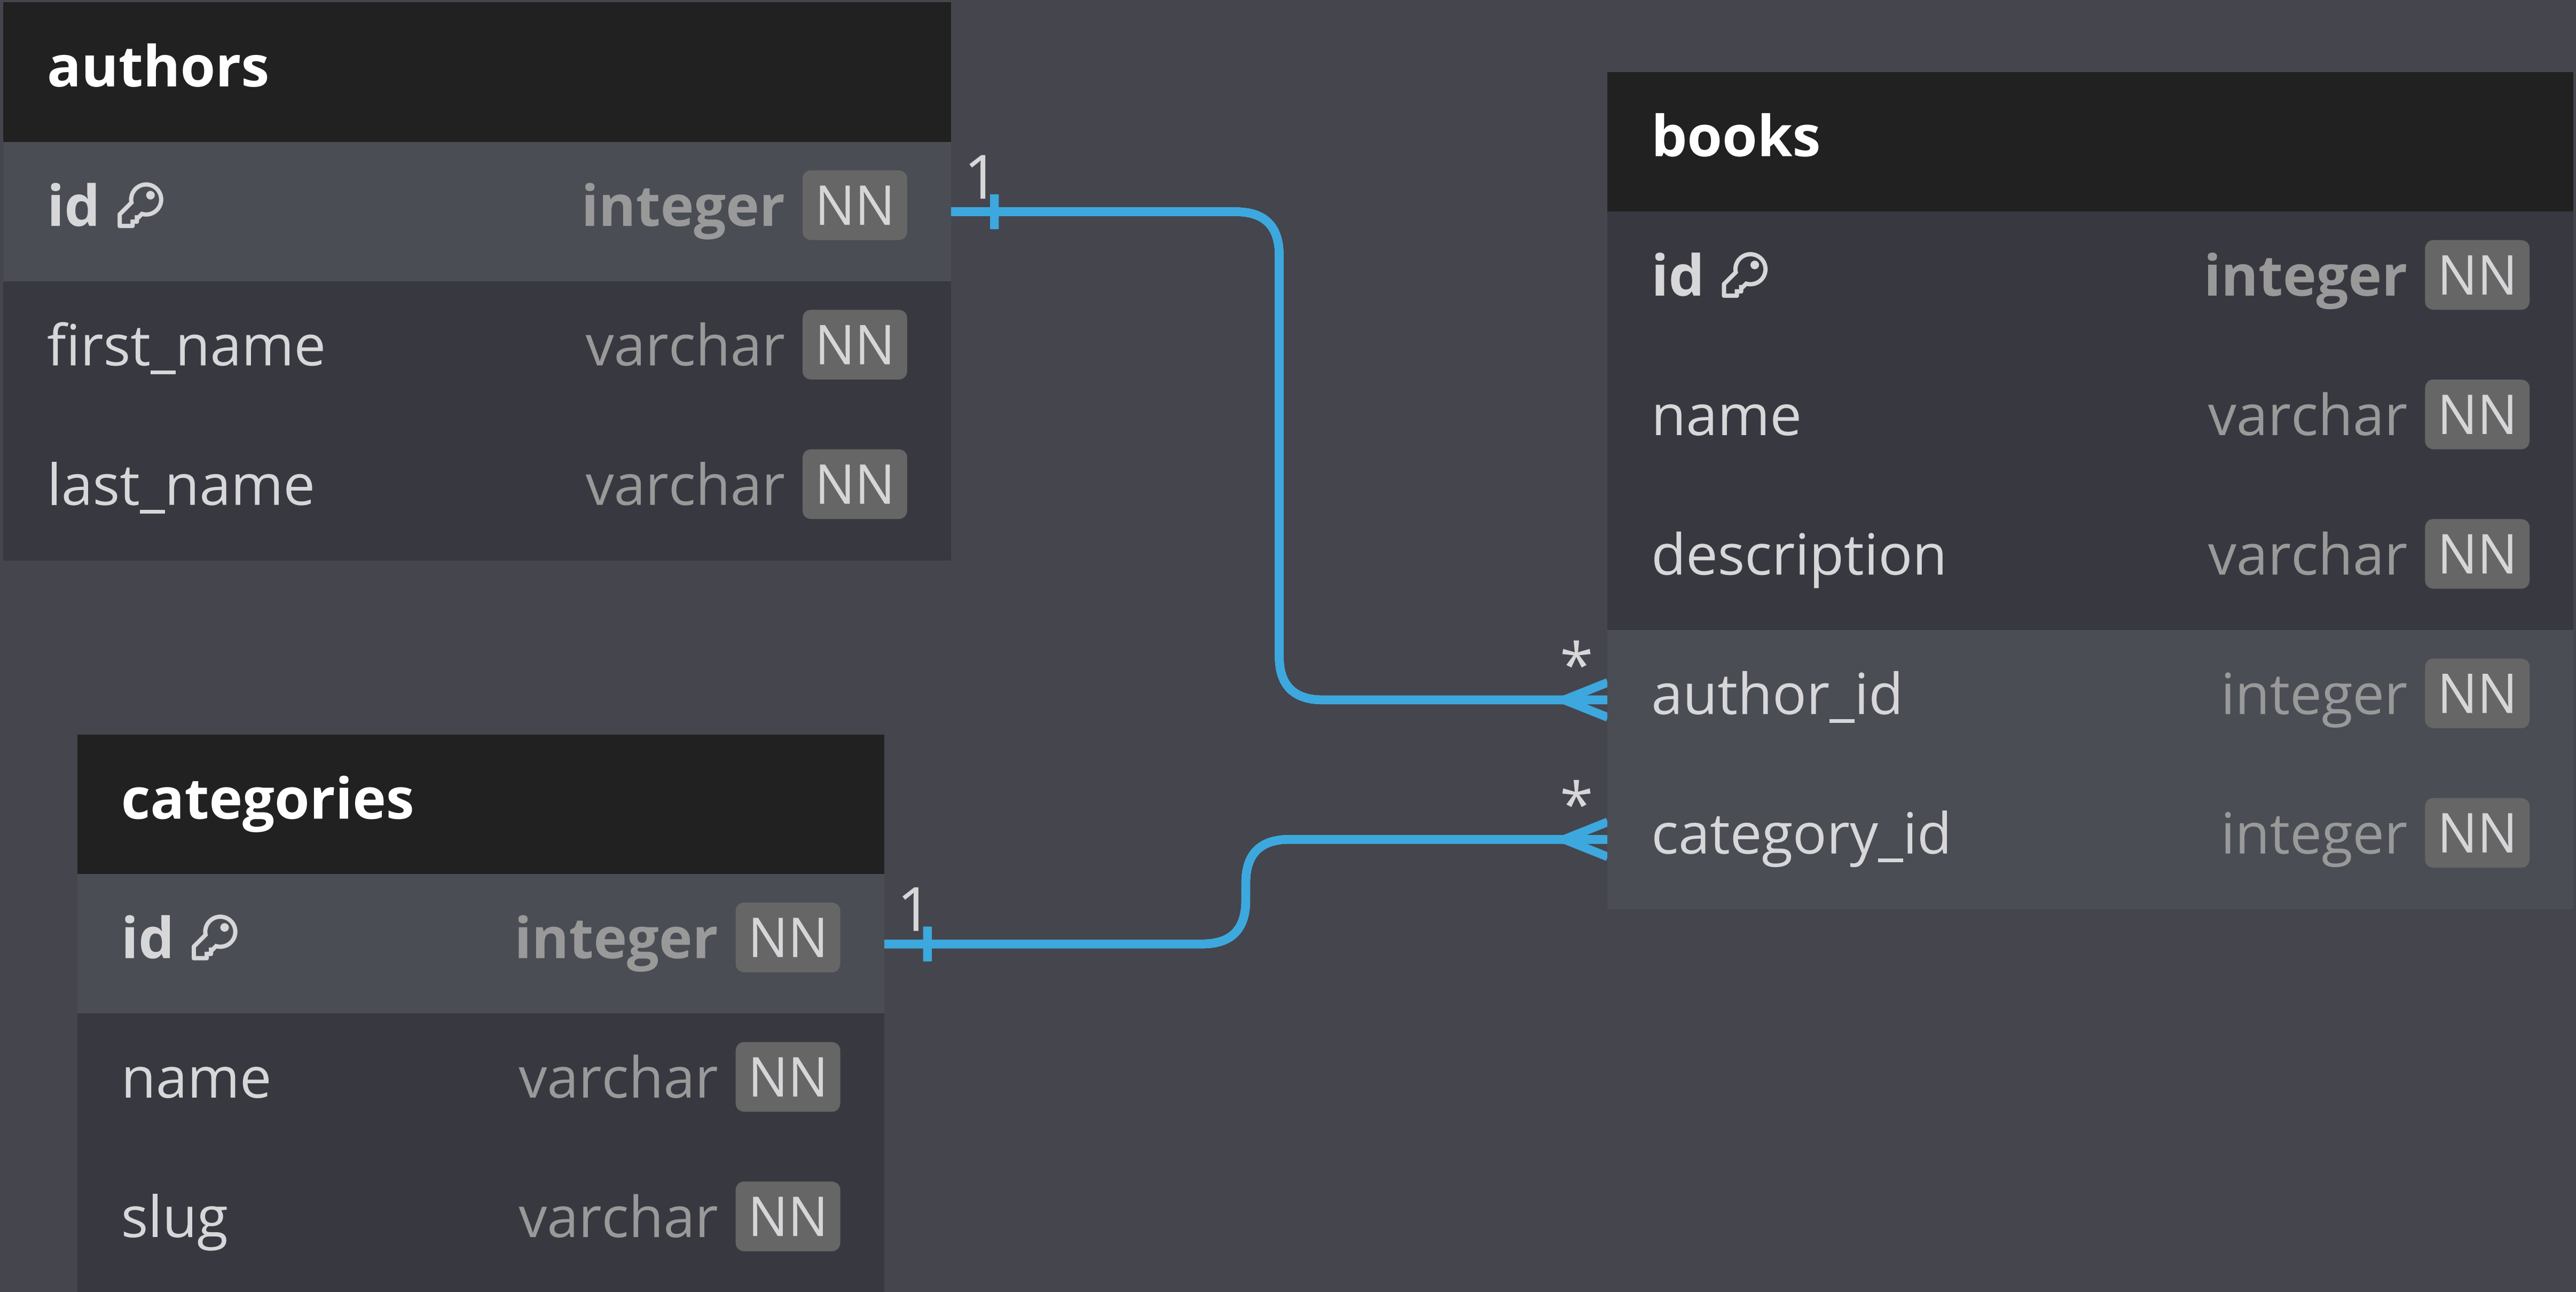 authors
id integer NN
first_name varchar NN
last_name varchar NN
1
books
id integer NN
name varchar NN
description varchar NN
* author_id integer NN
* category_id integer NN
categories
id integer NN
1
name varchar NN
slug varchar NN